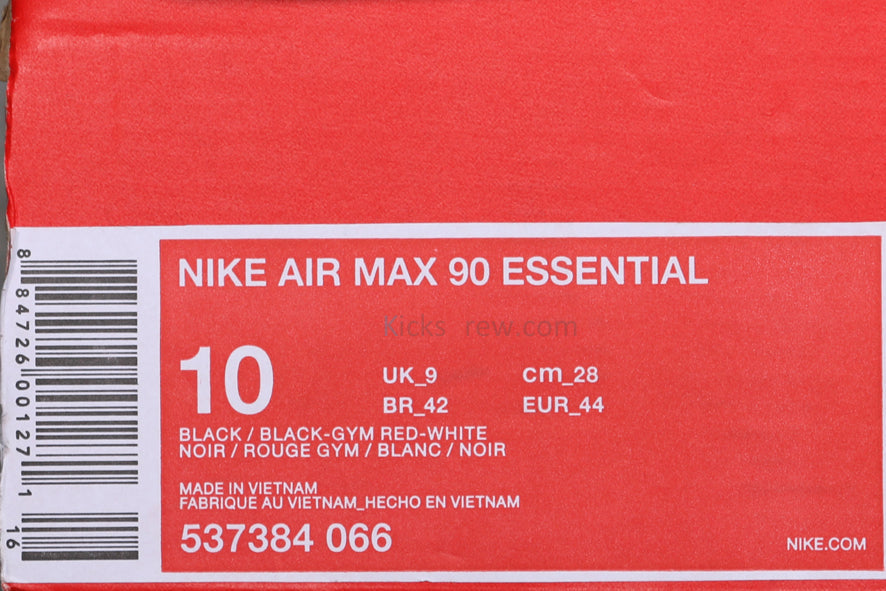 NIKE AIR MAX 90 ESSENTIAL
10
UK_9
cm_28
BR_42
EUR_44
BLACK / BLACK-GYM RED-WHITE
NOIR / ROUGE GYM / BLANC / NOIR
MADE IN VIETNAM
FABRIQUE AU VIETNAM_HECHO EN VIETNAM
537384 066
NIKE.COM
8 84726 00127 1
16